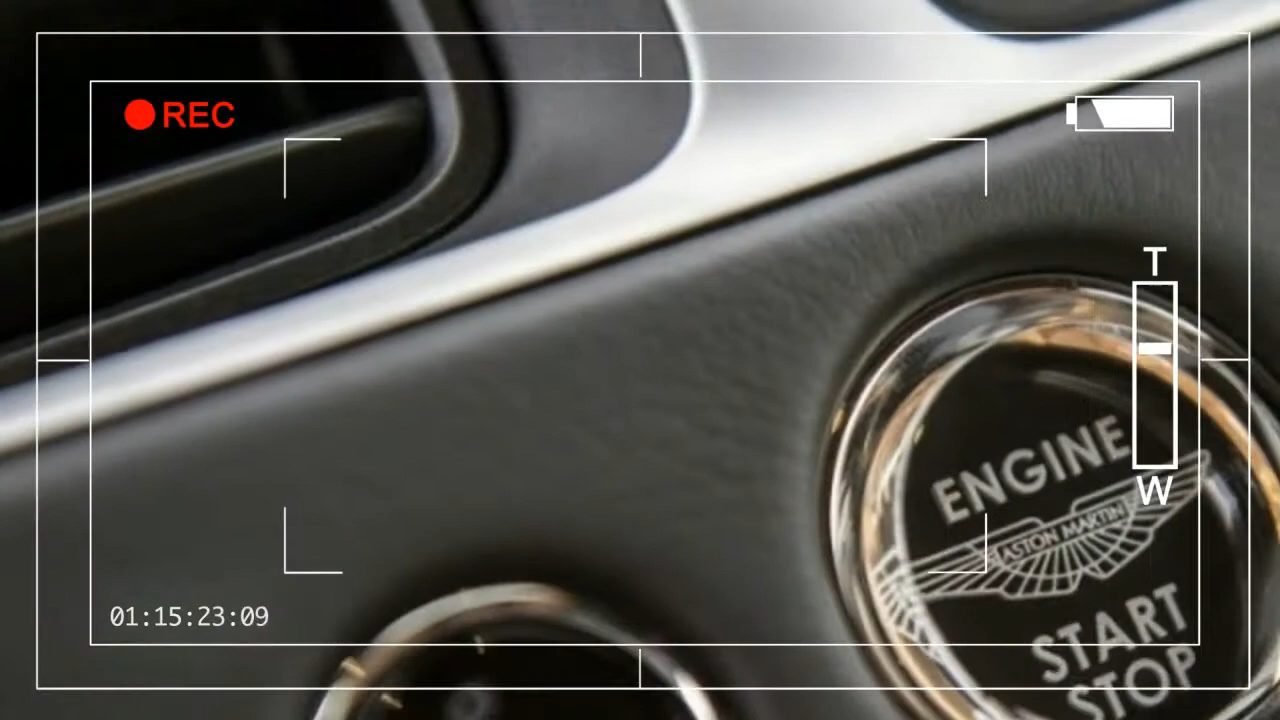 REC
T
W
ENGINE
ASTON MARTIN
START
STOP
01:15:23:09